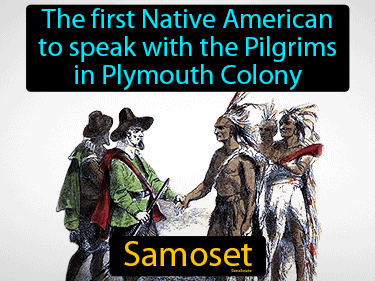 The first Native American
to speak with the Pilgrims
in Plymouth Colony
Samoset